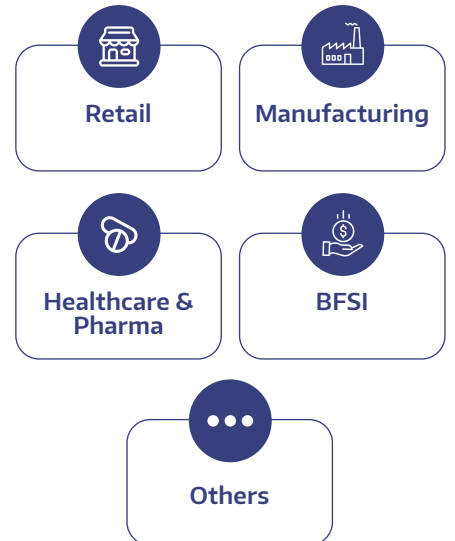 Retail
Manufacturing
Healthcare &
Pharma
BFSI
Others